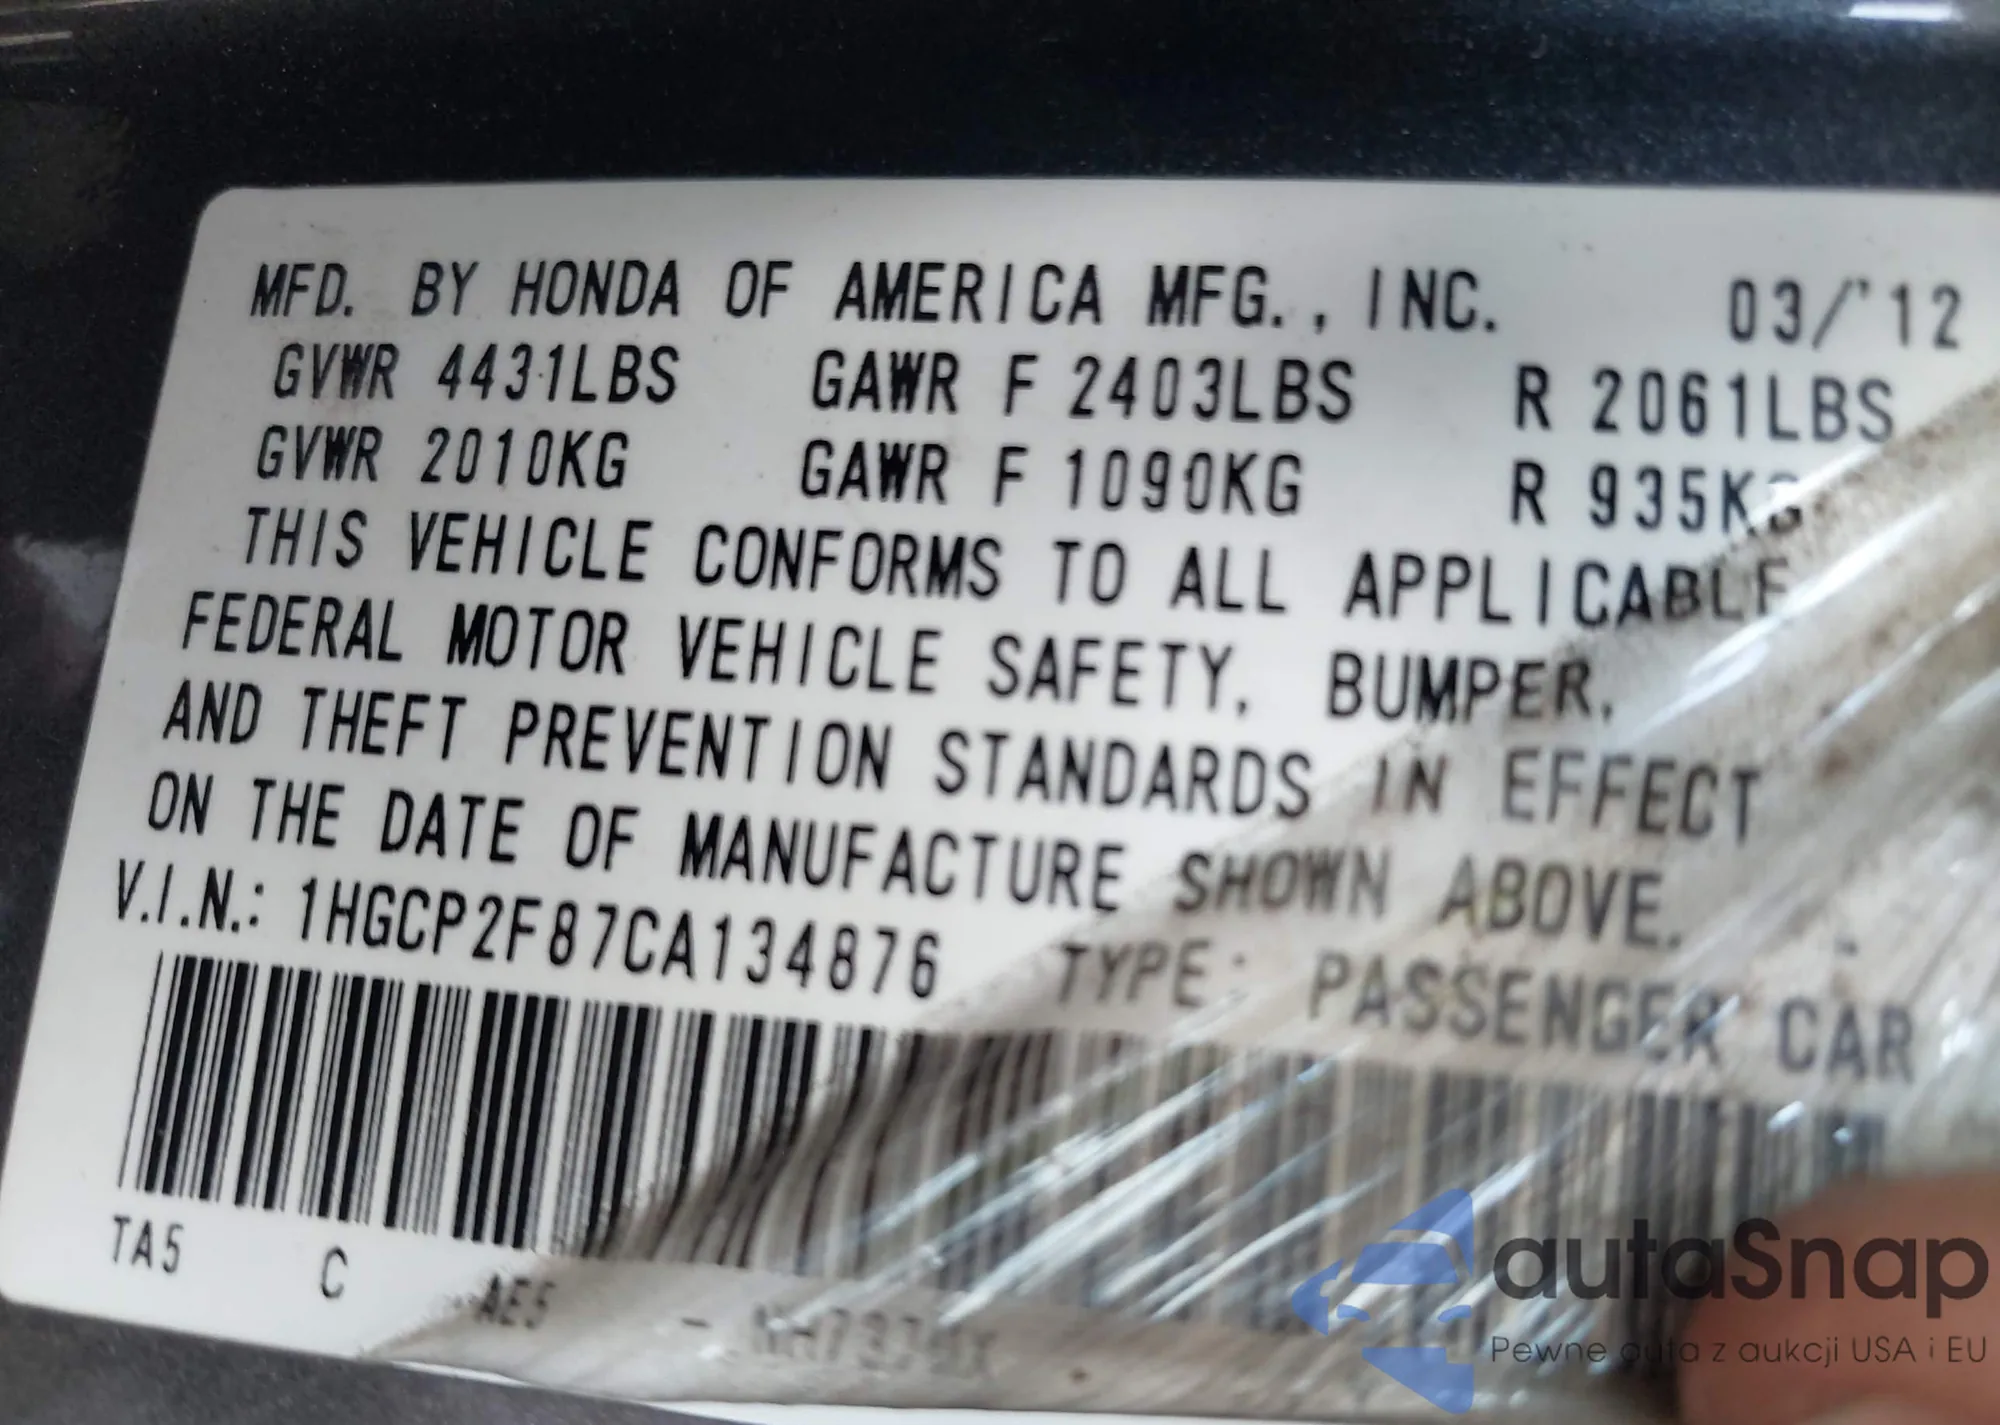 MFD. BY HONDA OF AMERICA MFG., INC. 03/'12
GVWR 4431LBS GAWR F 2403LBS R 2061LBS
GVWR 2010KG GAWR F 1090KG R 935KG
THIS VEHICLE CONFORMS TO ALL APPLICABLE
FEDERAL MOTOR VEHICLE SAFETY, BUMPER,
AND THEFT PREVENTION STANDARDS IN EFFECT
ON THE DATE OF MANUFACTURE SHOWN ABOVE.
V.I.N.: 1HGCP2F87CA134876 TYPE: PASSENGER CAR
TA5 C AE5 -
autaSnap
Pewne auta z aukcji USA i EU